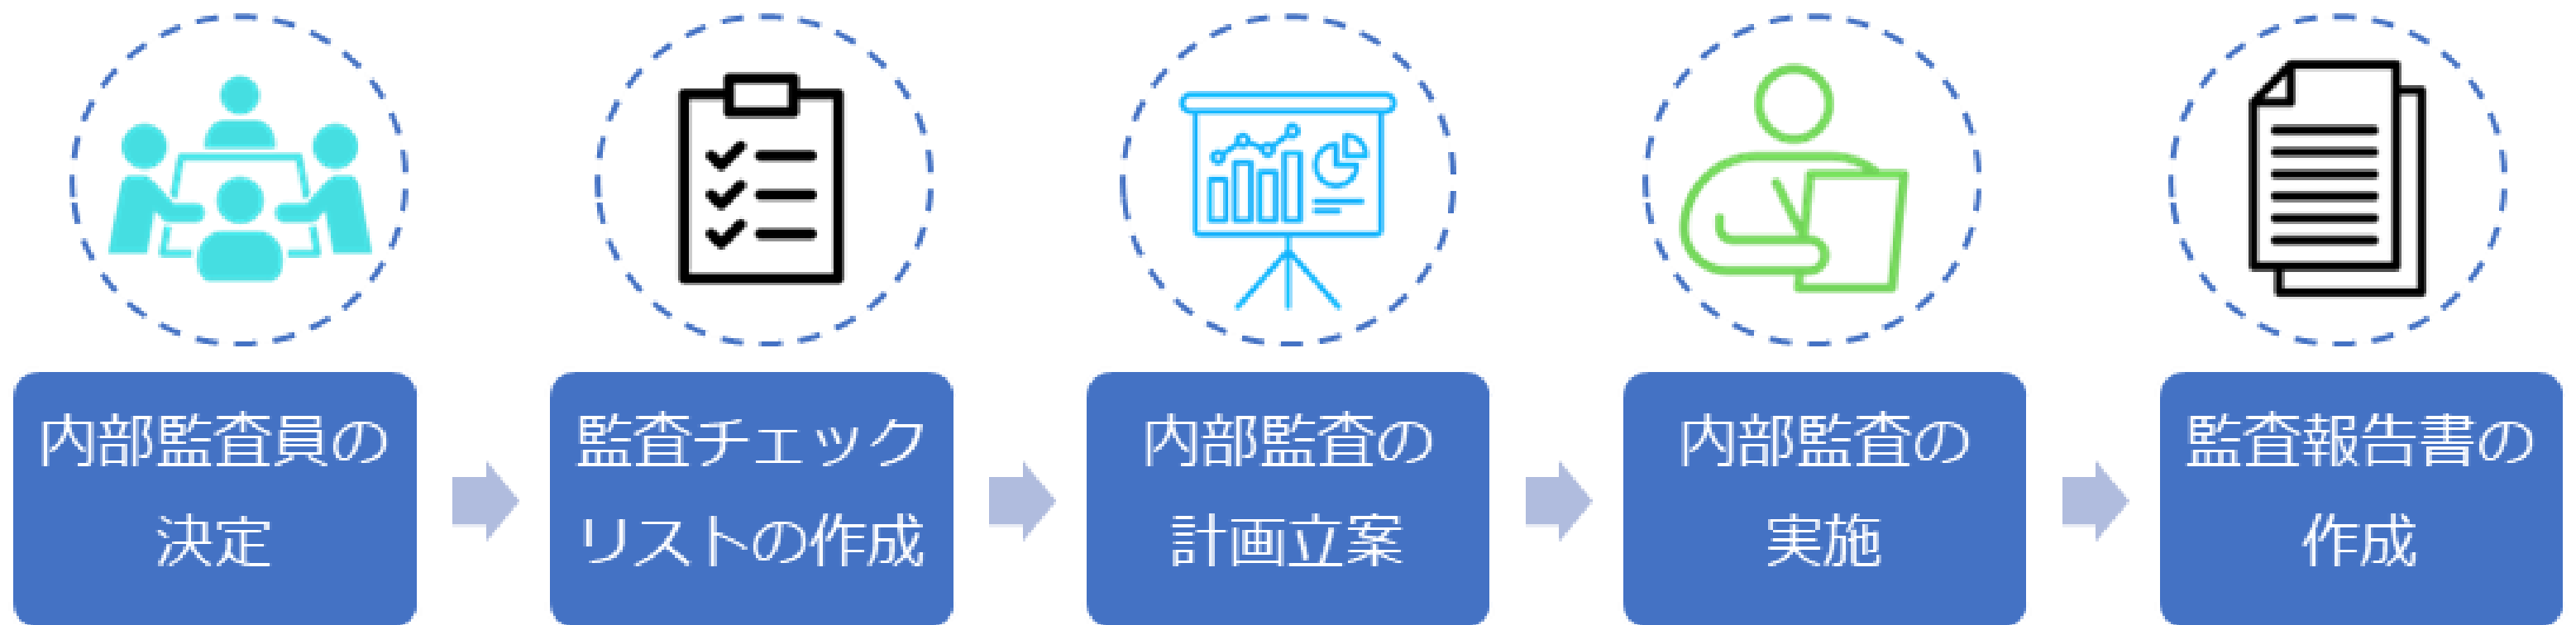 内部監査員の
決定
監査チェック
リストの作成
内部監査の
計画立案
内部監査の
実施
監査報告書の
作成